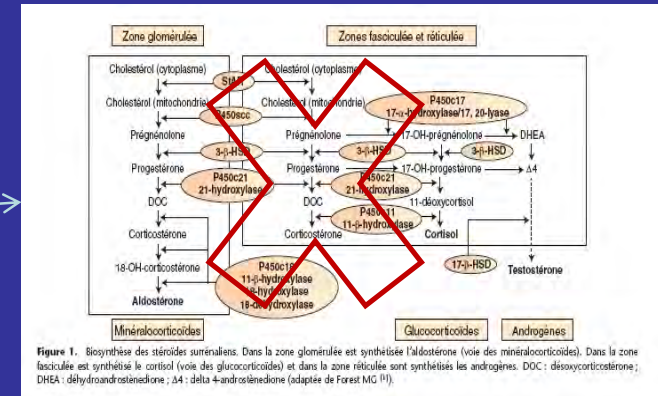 Zone glomérulée
Zones fasciculée et réticulée
Cholestérol (cytoplasme)
Cholestérol (cytoplasme)
StAR
Cholestérol (mitochondrie)
Cholestérol (mitochondrie)
P450scc
P450c17
17-α-hydroxylase/17, 20-lyase
Prégnénolone
Prégnénolone
17-OH-prégnénolone
DHEA
3-β-HSD
3-β-HSD
3-β-HSD
Progestérone
Progestérone
17-OH-progestérone
Δ4
P450c21
21-hydroxylase
P450c21
21-hydroxylase
DOC
DOC
11-déoxycortisol
P450c11
11-β-hydroxylase
Corticostérone
Corticostérone
Cortisol
18-OH-corticostérone
11-β-hydroxylase
18-hydroxylase
18-dehydroxylase
17-β-HSD
Testostérone
Aldostérone
Minéralocorticoïdes
Glucocorticoïdes
Androgènes
Figure 1. Biosynthèse des stéroïdes surrénaliens. Dans la zone glomérulée est synthétisée l'aldostérone (voie des minéralocorticoïdes). Dans la zone
fasciculée est synthétisé le cortisol (voie des glucocorticoïdes) et dans la zone réticulée sont synthétisés les androgènes. DOC : désoxycorticostérone ;
DHEA : déhydroandrostènedione ; Δ4 : delta 4-androstènedione (adaptée de Forest MG [1]).